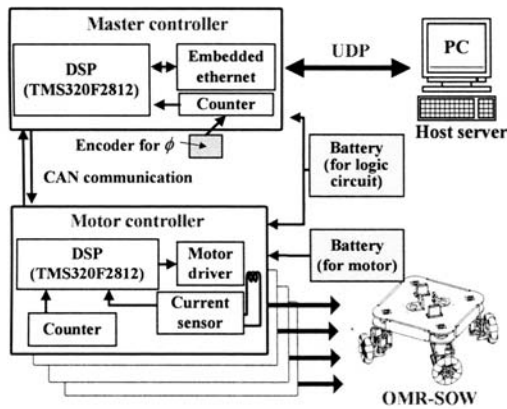 Master controller
DSP
(TMS320F2812)
Embedded
ethernet
Counter
UDP
PC
Host server
Encoder for ϕ
CAN communication
Battery
(for logic
circuit)
Motor controller
DSP
(TMS320F2812)
Motor
driver
Battery
(for motor)
Current
sensor
Counter
OMR-SOW